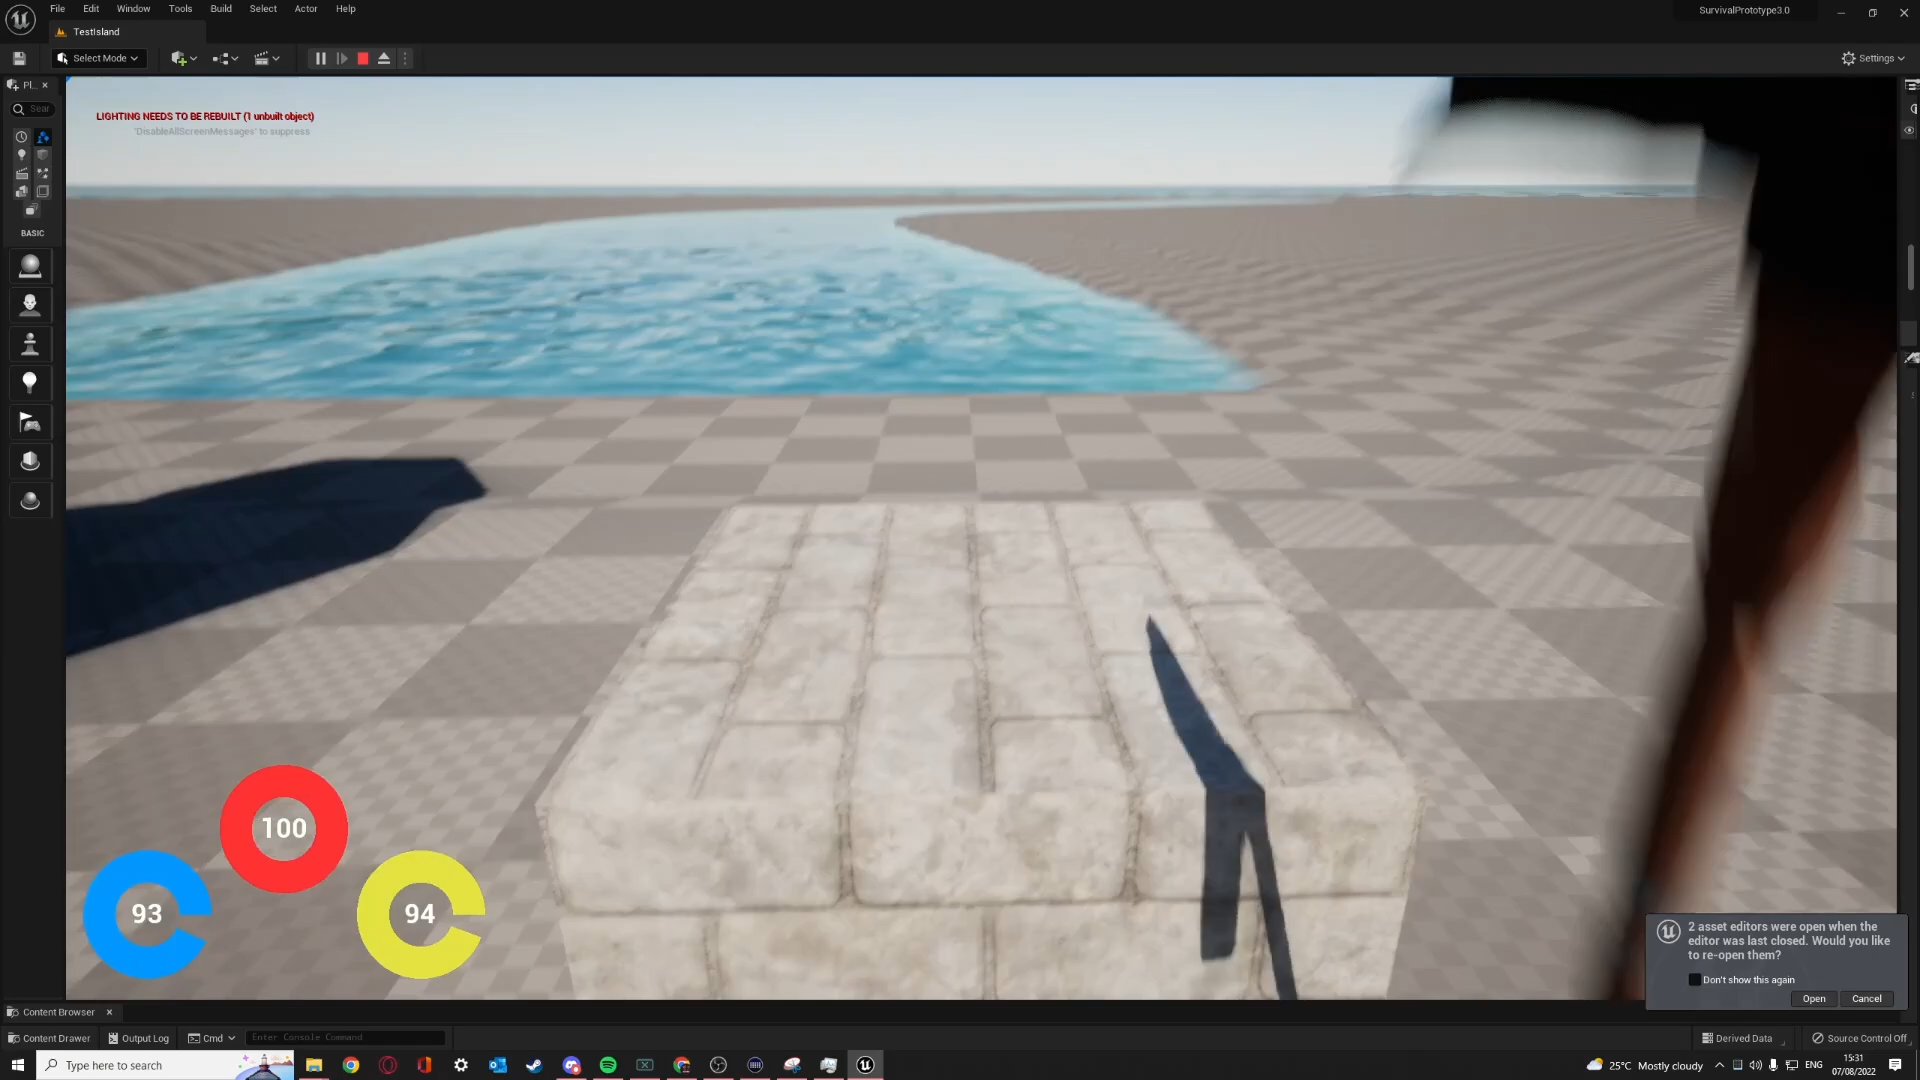 File Edit Window Tools Build Select Actor Help
SurvivalPrototype3.0
TestIsland
Select Mode
Settings
Pl..
Sear
LIGHTING NEEDS TO BE REBUILT (1 unbuilt object)
'DisableAllScreenMessages' to suppress
BASIC
100
93
94
2 asset editors were open when the
editor was last closed. Would you like
to re-open them?
Don't show this again
Open Cancel
Content Browser
Content Drawer Output Log Cmd Enter Console Command
Derived Data Source Control Off
Type here to search
25°C Mostly cloudy
ENG
15:31
07/08/2022